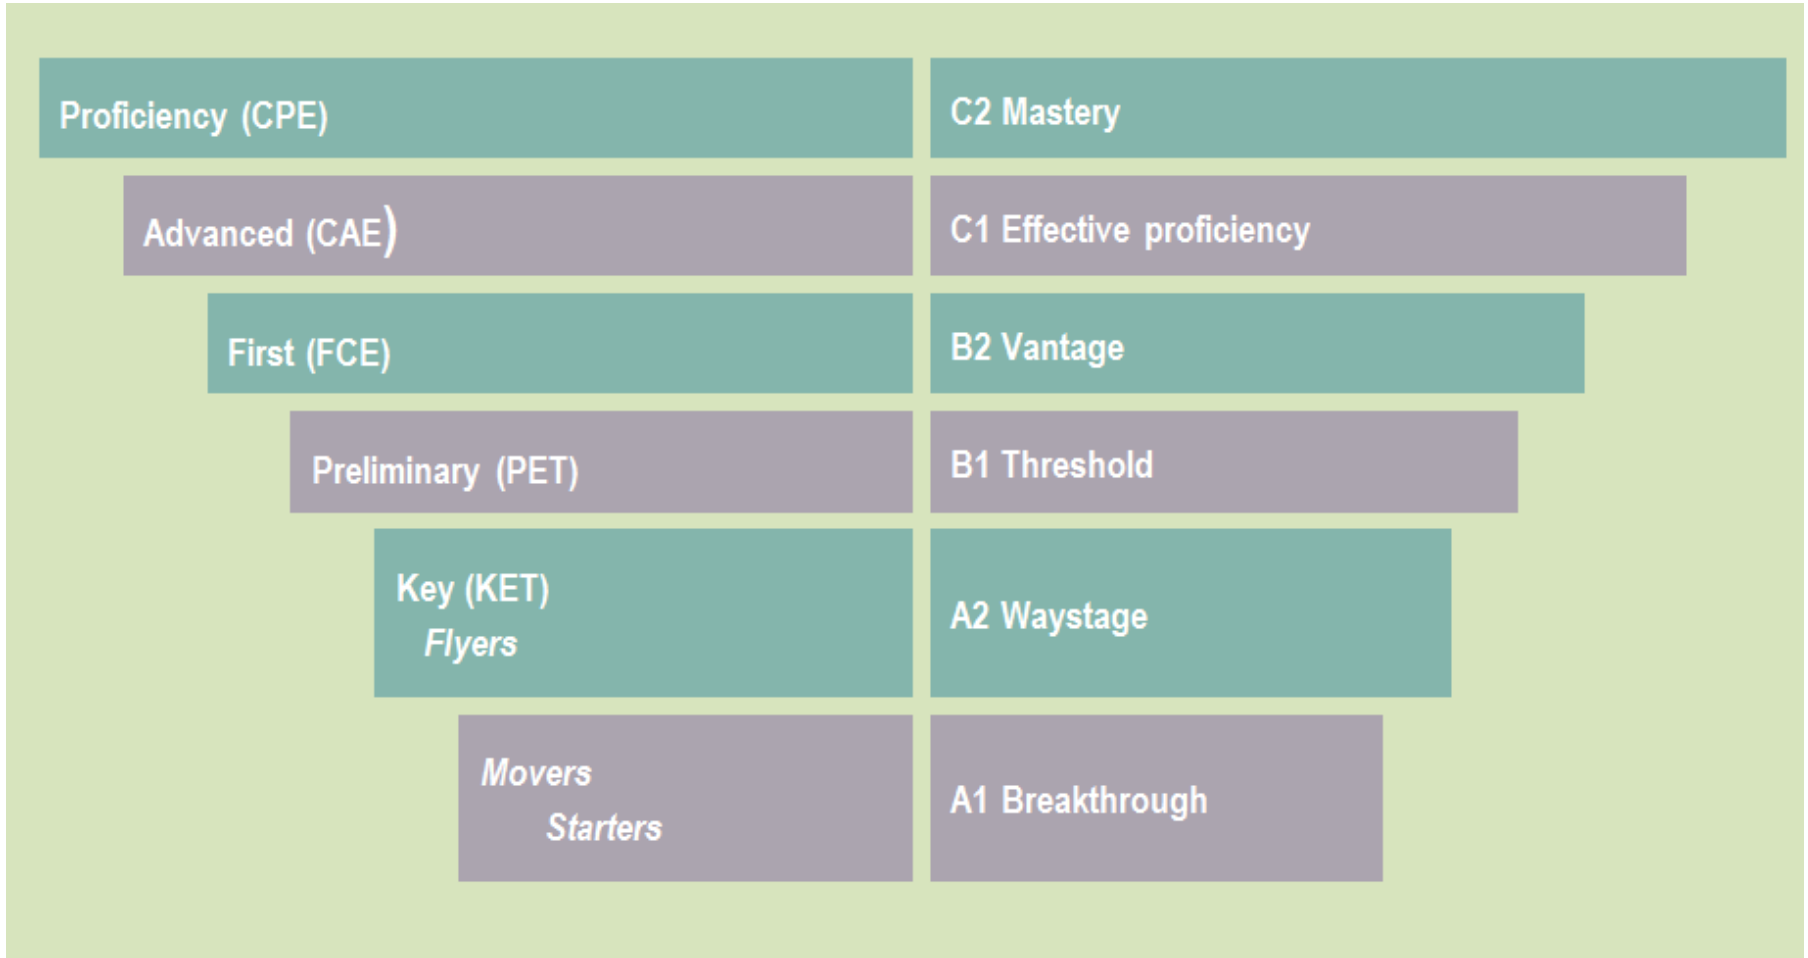 Proficiency (CPE)
C2 Mastery
Advanced (CAE)
C1 Effective proficiency
First (FCE)
B2 Vantage
Preliminary (PET)
B1 Threshold
Key (KET)
Flyers
A2 Waystage
Movers
Starters
A1 Breakthrough